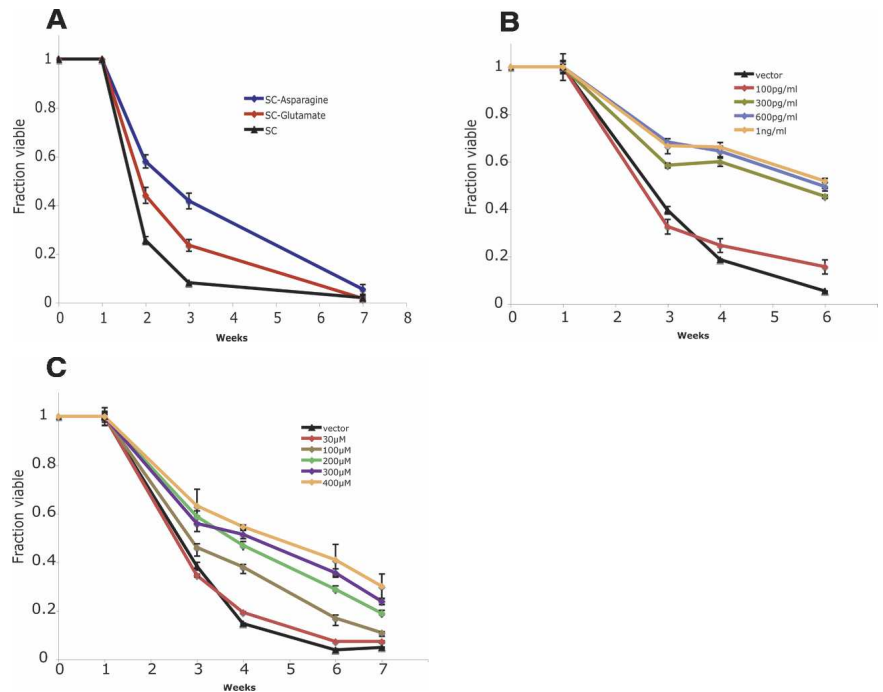 A
Fraction viable
1
0.8
0.6
0.4
0.2
0
SC-Asparagine
SC-Glutamate
SC
0 1 2 3 4 5 6 7 8
Weeks
B
Fraction viable
1
0.8
0.6
0.4
0.2
0
vector
100pg/ml
300pg/ml
600pg/ml
1ng/ml
0 1 2 3 4 5 6
Weeks
C
Fraction viable
1
0.8
0.6
0.4
0.2
0
vector
30µM
100µM
200µM
300µM
400µM
0 1 2 3 4 5 6 7
Weeks